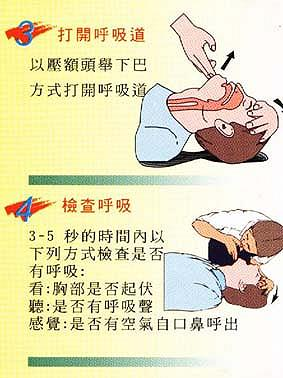 3 打開呼吸道
以壓額頭舉下巴
方式打開呼吸道
4 檢查呼吸
3-5 秒的時間內以
下列方式檢查是否
有呼吸:
看:胸部是否起伏
聽:是否有呼吸聲
感覺:是否有空氣自口鼻呼出